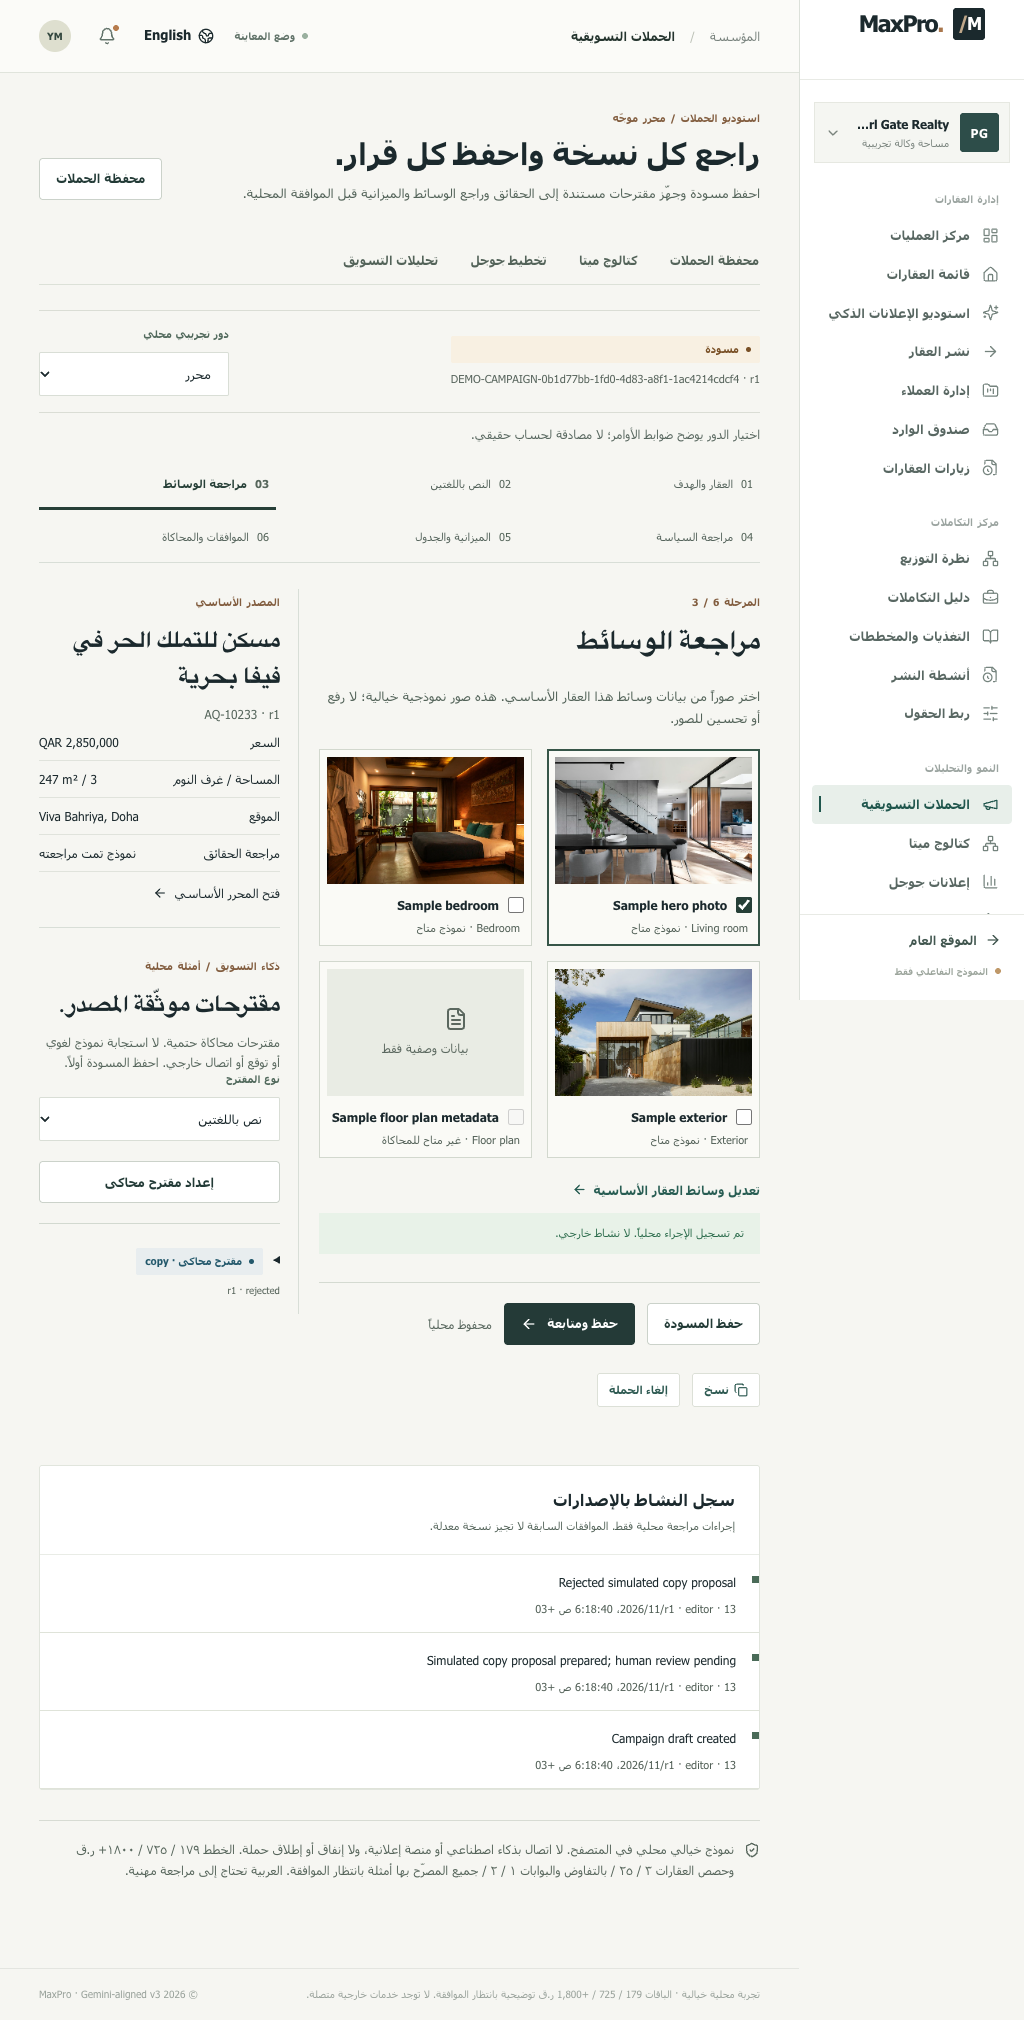 MaxPro. /M
PG
...rl Gate Realty
مساحة وكالة تجريبية
إدارة العقارات
مركز العمليات
قائمة العقارات
استوديو الإعلانات الذكي
نشر العقار
إدارة العملاء
صندوق الوارد
زيارات العقارات
مركز التكاملات
نظرة التوزيع
دليل التكاملات
التغذيات والمخططات
أنشطة النشر
ربط الحقول
النمو والتحليلات
الحملات التسويقية
كتالوج ميتا
إعلانات جوجل
الموقع العام
النموذج التفاعلي فقط
المؤسسة / الحملات التسويقية
وضع المعاينة
English
YM
استوديو الحملات / محرر موجّه
راجع كل نسخة واحفظ كل قرار.
احفظ مسودة وجهّز مقترحات مستندة إلى الحقائق وراجع الوسائط والميزانية قبل الموافقة المحلية.
محفظة الحملات
محفظة الحملات
كتالوج ميتا
تخطيط جوجل
تحليلات التسويق
مسودة
DEMO-CAMPAIGN-0b1d77bb-1fd0-4d83-a8f1-1ac4214cdcf4 · r1
دور تجريبي محلي
محرر
اختيار الدور يوضح ضوابط الأوامر؛ لا مصادقة لحساب حقيقي.
01 العقار والهدف
02 النص باللغتين
03 مراجعة الوسائط
04 مراجعة السياسة
05 الميزانية والجدول
06 الموافقات والمحاكاة
المرحلة 6 / 3
مراجعة الوسائط
اختر صوراً من بيانات وسائط هذا العقار الأساسي. هذه صور نموذجية خيالية؛ لا رفع
أو تحسين للصور.
Sample hero photo
Living room · نموذج متاح
Sample bedroom
Bedroom · نموذج متاح
Sample exterior
Exterior · نموذج متاح
بيانات وصفية فقط
Sample floor plan metadata
Floor plan · غير متاح للمحاكاة
تعديل وسائط العقار الأساسية
تم تسجيل الإجراء محلياً. لا نشاط خارجي.
حفظ المسودة
حفظ ومتابعة
محفوظ محلياً
نسخ
إلغاء الحملة
المصدر الأساسي
مسكن للتملك الحر في
فيفا بحرية
AQ-10233 · r1
السعر QAR 2,850,000
المساحة / غرف النوم 247 m² / 3
الموقع Viva Bahriya, Doha
مراجعة الحقائق نموذج تمت مراجعته
فتح المحرر الأساسي
ذكاء التسويق / أمثلة محلية
مقترحات موثّقة المصدر.
مقترحات محاكاة حتمية. لا استجابة نموذج لغوي
أو توقع أو اتصال خارجي. احفظ المسودة أولاً.
نوع المقترح
نص باللغتين
إعداد مقترح محاكى
مقترح محاكى · copy
r1 · rejected
سجل النشاط بالإصدارات
إجراءات مراجعة محلية فقط. الموافقات السابقة لا تجيز نسخة معدلة.
Rejected simulated copy proposal
13 · editor · r1/11/2026، 6:18:40 ص +03
Simulated copy proposal prepared; human review pending
13 · editor · r1/11/2026، 6:18:40 ص +03
Campaign draft created
13 · editor · r1/11/2026، 6:18:40 ص +03
نموذج خيالي محلي في المتصفح. لا اتصال بذكاء اصطناعي أو منصة إعلانية، ولا إنفاق أو إطلاق حملة. الخطط ١٧٩ / ٧٢٥ / ١٨٠٠+ ر.ق
وحصص العقارات ٣ / ٢٥ / بالتفاوض والبوابات ١ / ٢ / جميع المصرّح بها أمثلة بانتظار الموافقة. العربية تحتاج إلى مراجعة مهنية.
تجربة محلية خيالية · الباقات 179 / 725 / +1,800 ر.ق توضيحية بانتظار الموافقة. لا توجد خدمات خارجية متصلة.
MaxPro · Gemini-aligned v3 2026 ©